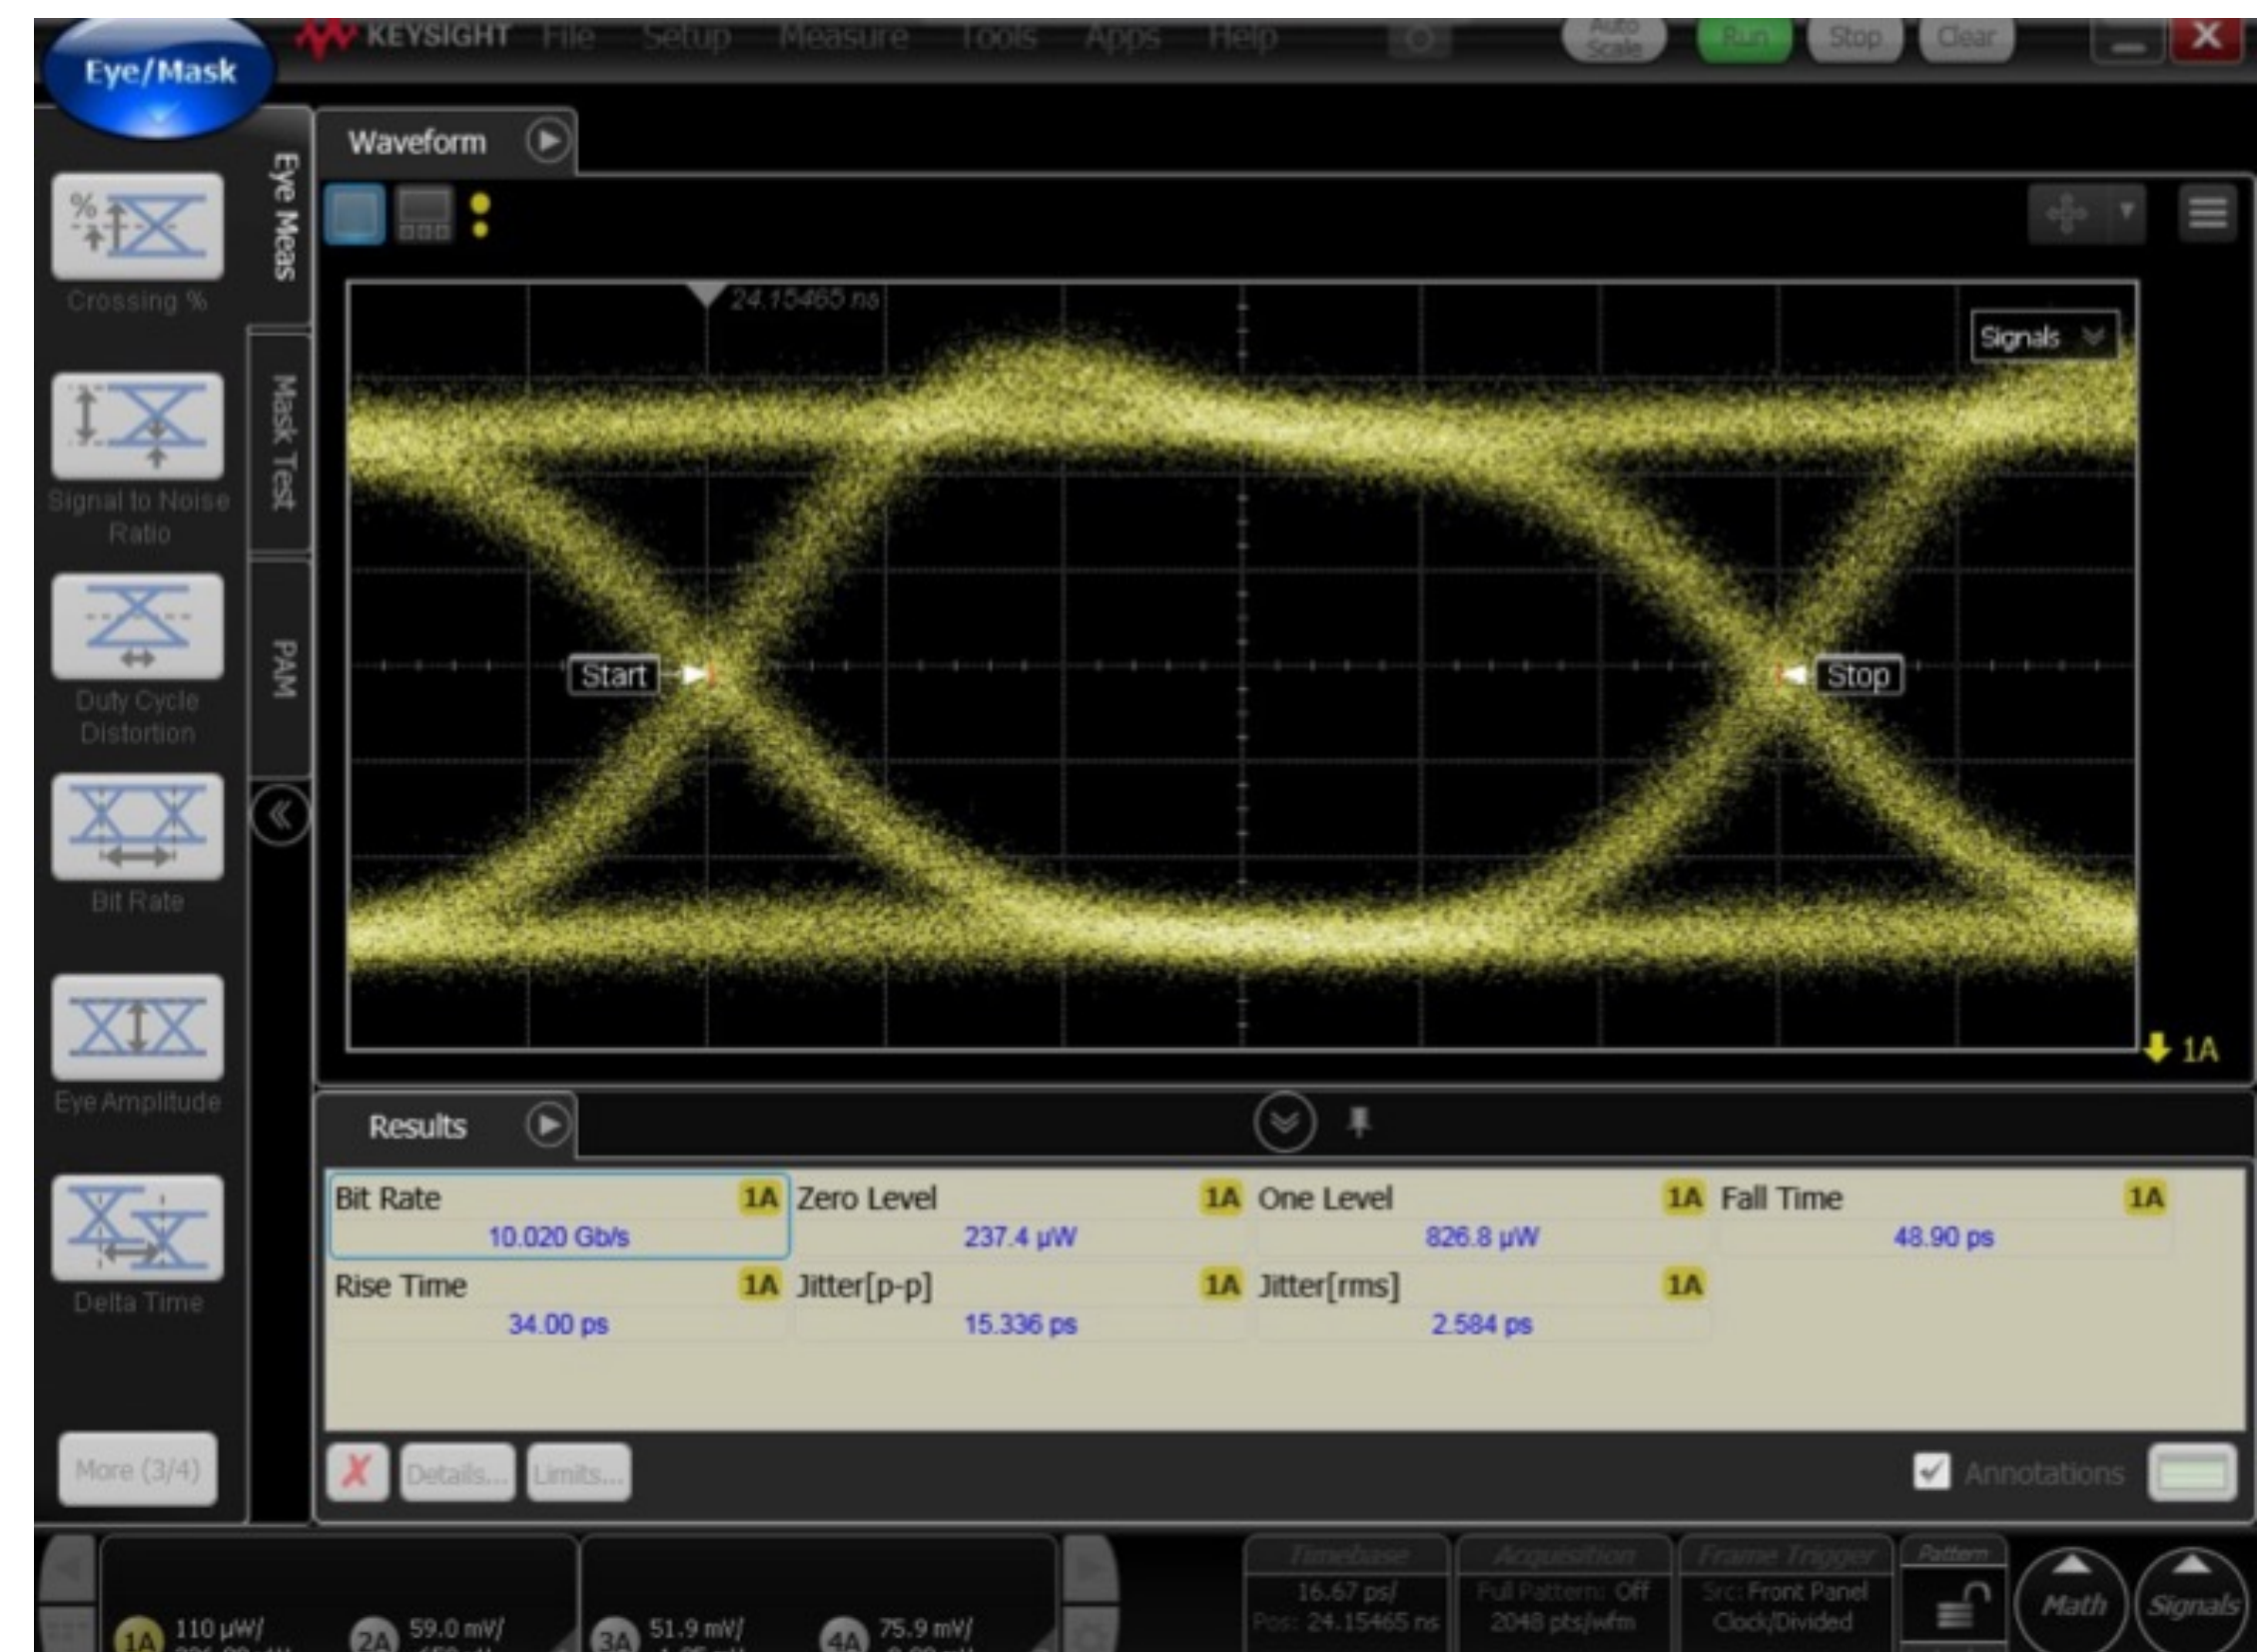 Eye/Mask
KEYSIGHT File Setup Measure Tools Apps Help
Auto Scale
Run Stop Clear
Eye Meas
Mask Test
PAM
%
Crossing %
Signal to Noise
Ratio
Duty Cycle
Distortion
Bit Rate
Eye Amplitude
Delta Time
More (3/4)
Waveform
24.15465 ns
Signals
Start
Stop
1A
Results
Bit Rate 1A Zero Level 1A One Level 1A Fall Time 1A
10.020 Gb/s 237.4 µW 826.8 µW 48.90 ps
Rise Time 1A Jitter[p-p] 1A Jitter[rms] 1A
34.00 ps 15.336 ps 2.584 ps
Details... Limits...
Annotations
1A 110 µW/
2A 59.0 mV/
3A 51.9 mV/
4A 75.9 mV/
Timebase
16.67 ps/
Pos: 24.15465 ns
Acquisition
Full Pattern: Off
2048 pts/wfm
Frame Trigger
Src: Front Panel
Clock/Divided
Pattern
Math
Signals